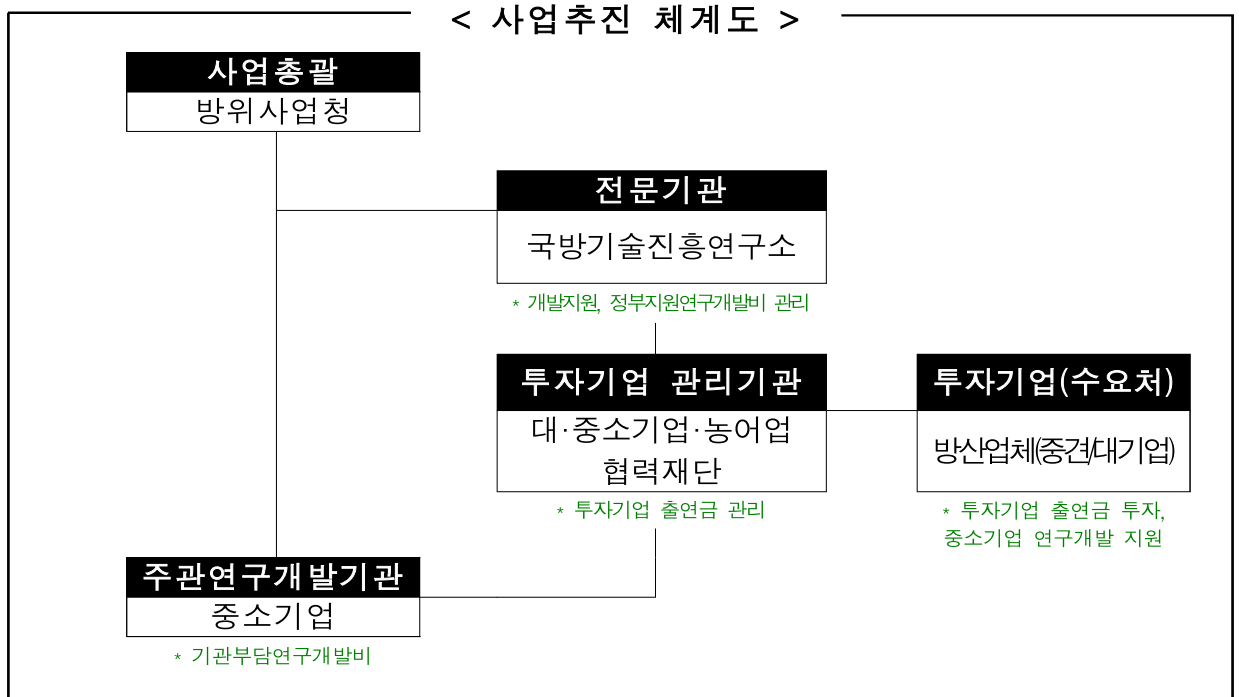 < 사업추진 체계도 >
사업총괄
방위사업청
전문기관
국방기술진흥연구소
* 개발지원, 정부지원연구개발비 관리
투자기업 관리기관
대·중소기업·농어업
협력재단
* 투자기업 출연금 관리
투자기업(수요처)
방산업체(중견/대기업)
* 투자기업 출연금 투자,
중소기업 연구개발 지원
주관연구개발기관
중소기업
* 기관부담연구개발비